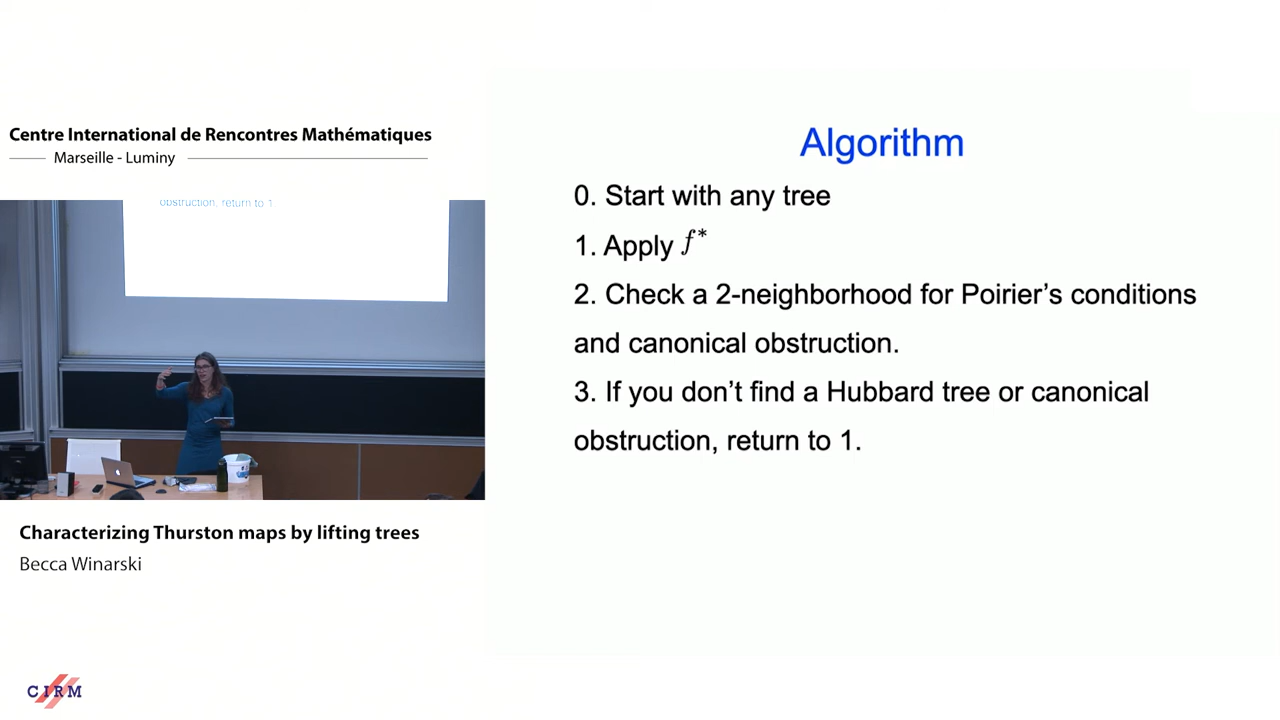 Centre International de Rencontres Mathématiques
Marseille - Luminy
obstruction, return to 1
Characterizing Thurston maps by lifting trees
Becca Winarski
CIRM
Algorithm
0. Start with any tree
1. Apply f*
2. Check a 2-neighborhood for Poirier's conditions
and canonical obstruction.
3. If you don't find a Hubbard tree or canonical
obstruction, return to 1.